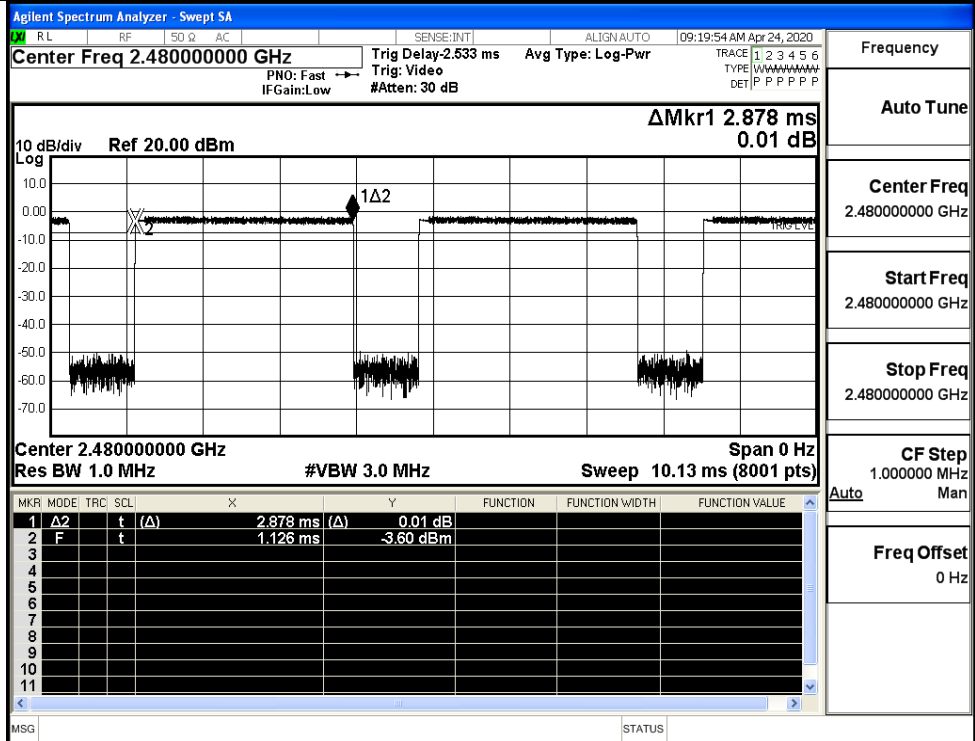 Agilent Spectrum Analyzer - Swept SA
LXI RL RF 50 Ω AC SENSE:INT ALIGN AUTO 09:19:54 AM Apr 24, 2020
Center Freq 2.480000000 GHz
PNO: Fast
IFGain:Low
Trig Delay-2.533 ms
Trig: Video
#Atten: 30 dB
Avg Type: Log-Pwr
TRACE 1 2 3 4 5 6
TYPE WWWWWW
DET P P P P P P
ΔMkr1 2.878 ms
0.01 dB
10 dB/div Ref 20.00 dBm
Log
10.0
0.00
-10.0
-20.0
-30.0
-40.0
-50.0
-60.0
-70.0
1Δ2
2
TRIG LVL
Center 2.480000000 GHz Span 0 Hz
Res BW 1.0 MHz #VBW 3.0 MHz Sweep 10.13 ms (8001 pts)
MKR MODE TRC SCL X Y FUNCTION FUNCTION WIDTH FUNCTION VALUE
1 Δ2 t (Δ) 2.878 ms (Δ) 0.01 dB
2 F t 1.126 ms -3.60 dBm
3
4
5
6
7
8
9
10
11
MSG STATUS
Frequency
Auto Tune
Center Freq
2.480000000 GHz
Start Freq
2.480000000 GHz
Stop Freq
2.480000000 GHz
CF Step
1.000000 MHz
Auto Man
Freq Offset
0 Hz